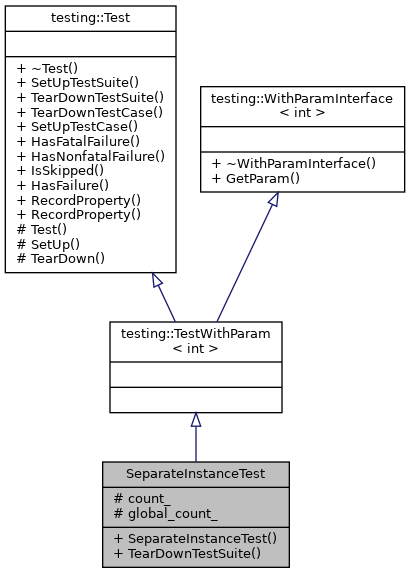 testing::Test
+ ~Test()
+ SetUpTestSuite()
+ TearDownTestSuite()
+ TearDownTestCase()
+ SetUpTestCase()
+ HasFatalFailure()
+ HasNonfatalFailure()
+ IsSkipped()
+ HasFailure()
+ RecordProperty()
+ RecordProperty()
# Test()
# SetUp()
# TearDown()
testing::WithParamInterface
< int >
+ ~WithParamInterface()
+ GetParam()
testing::TestWithParam
< int >
SeparateInstanceTest
# count_
# global_count_
+ SeparateInstanceTest()
+ TearDownTestSuite()